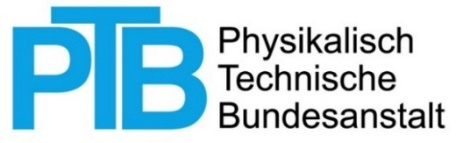 PTB
Physikalisch
Technische
Bundesanstalt